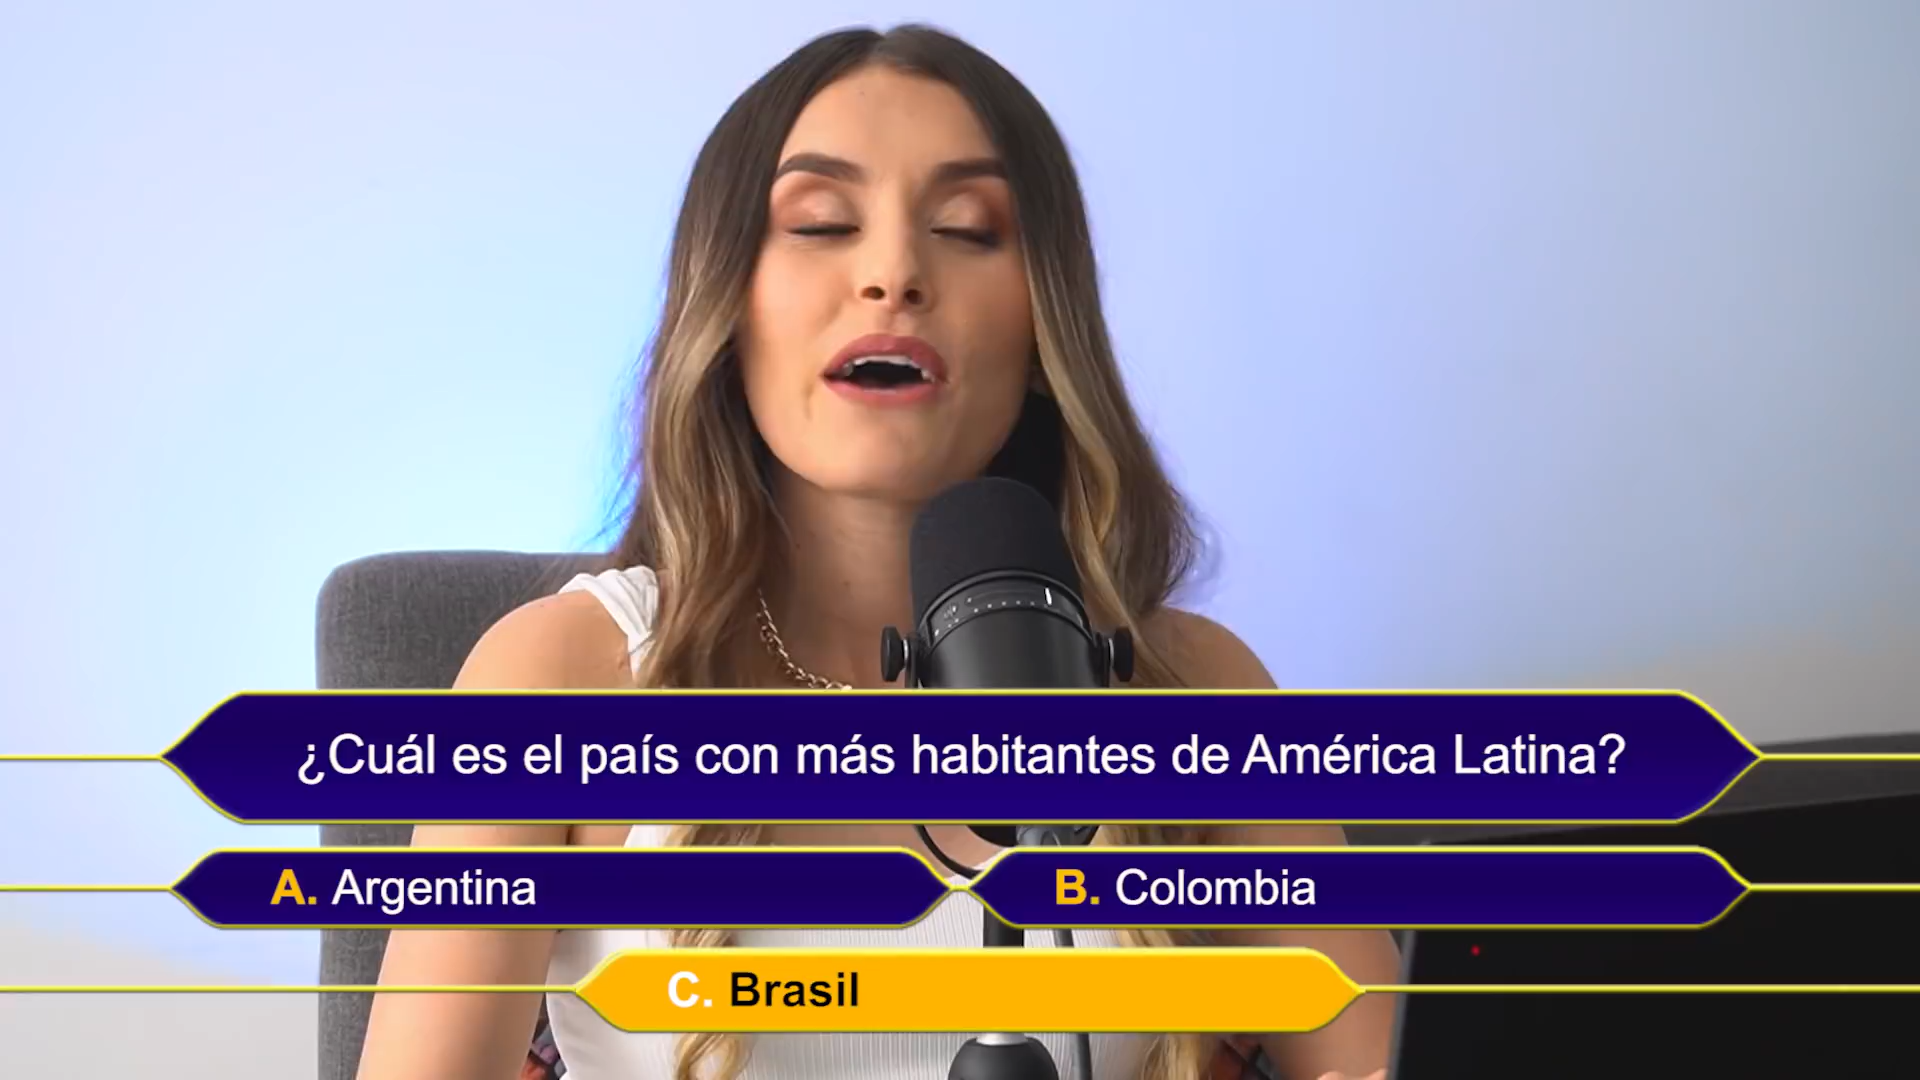 ¿Cuál es el país con más habitantes de América Latina?
A. Argentina
B. Colombia
C. Brasil